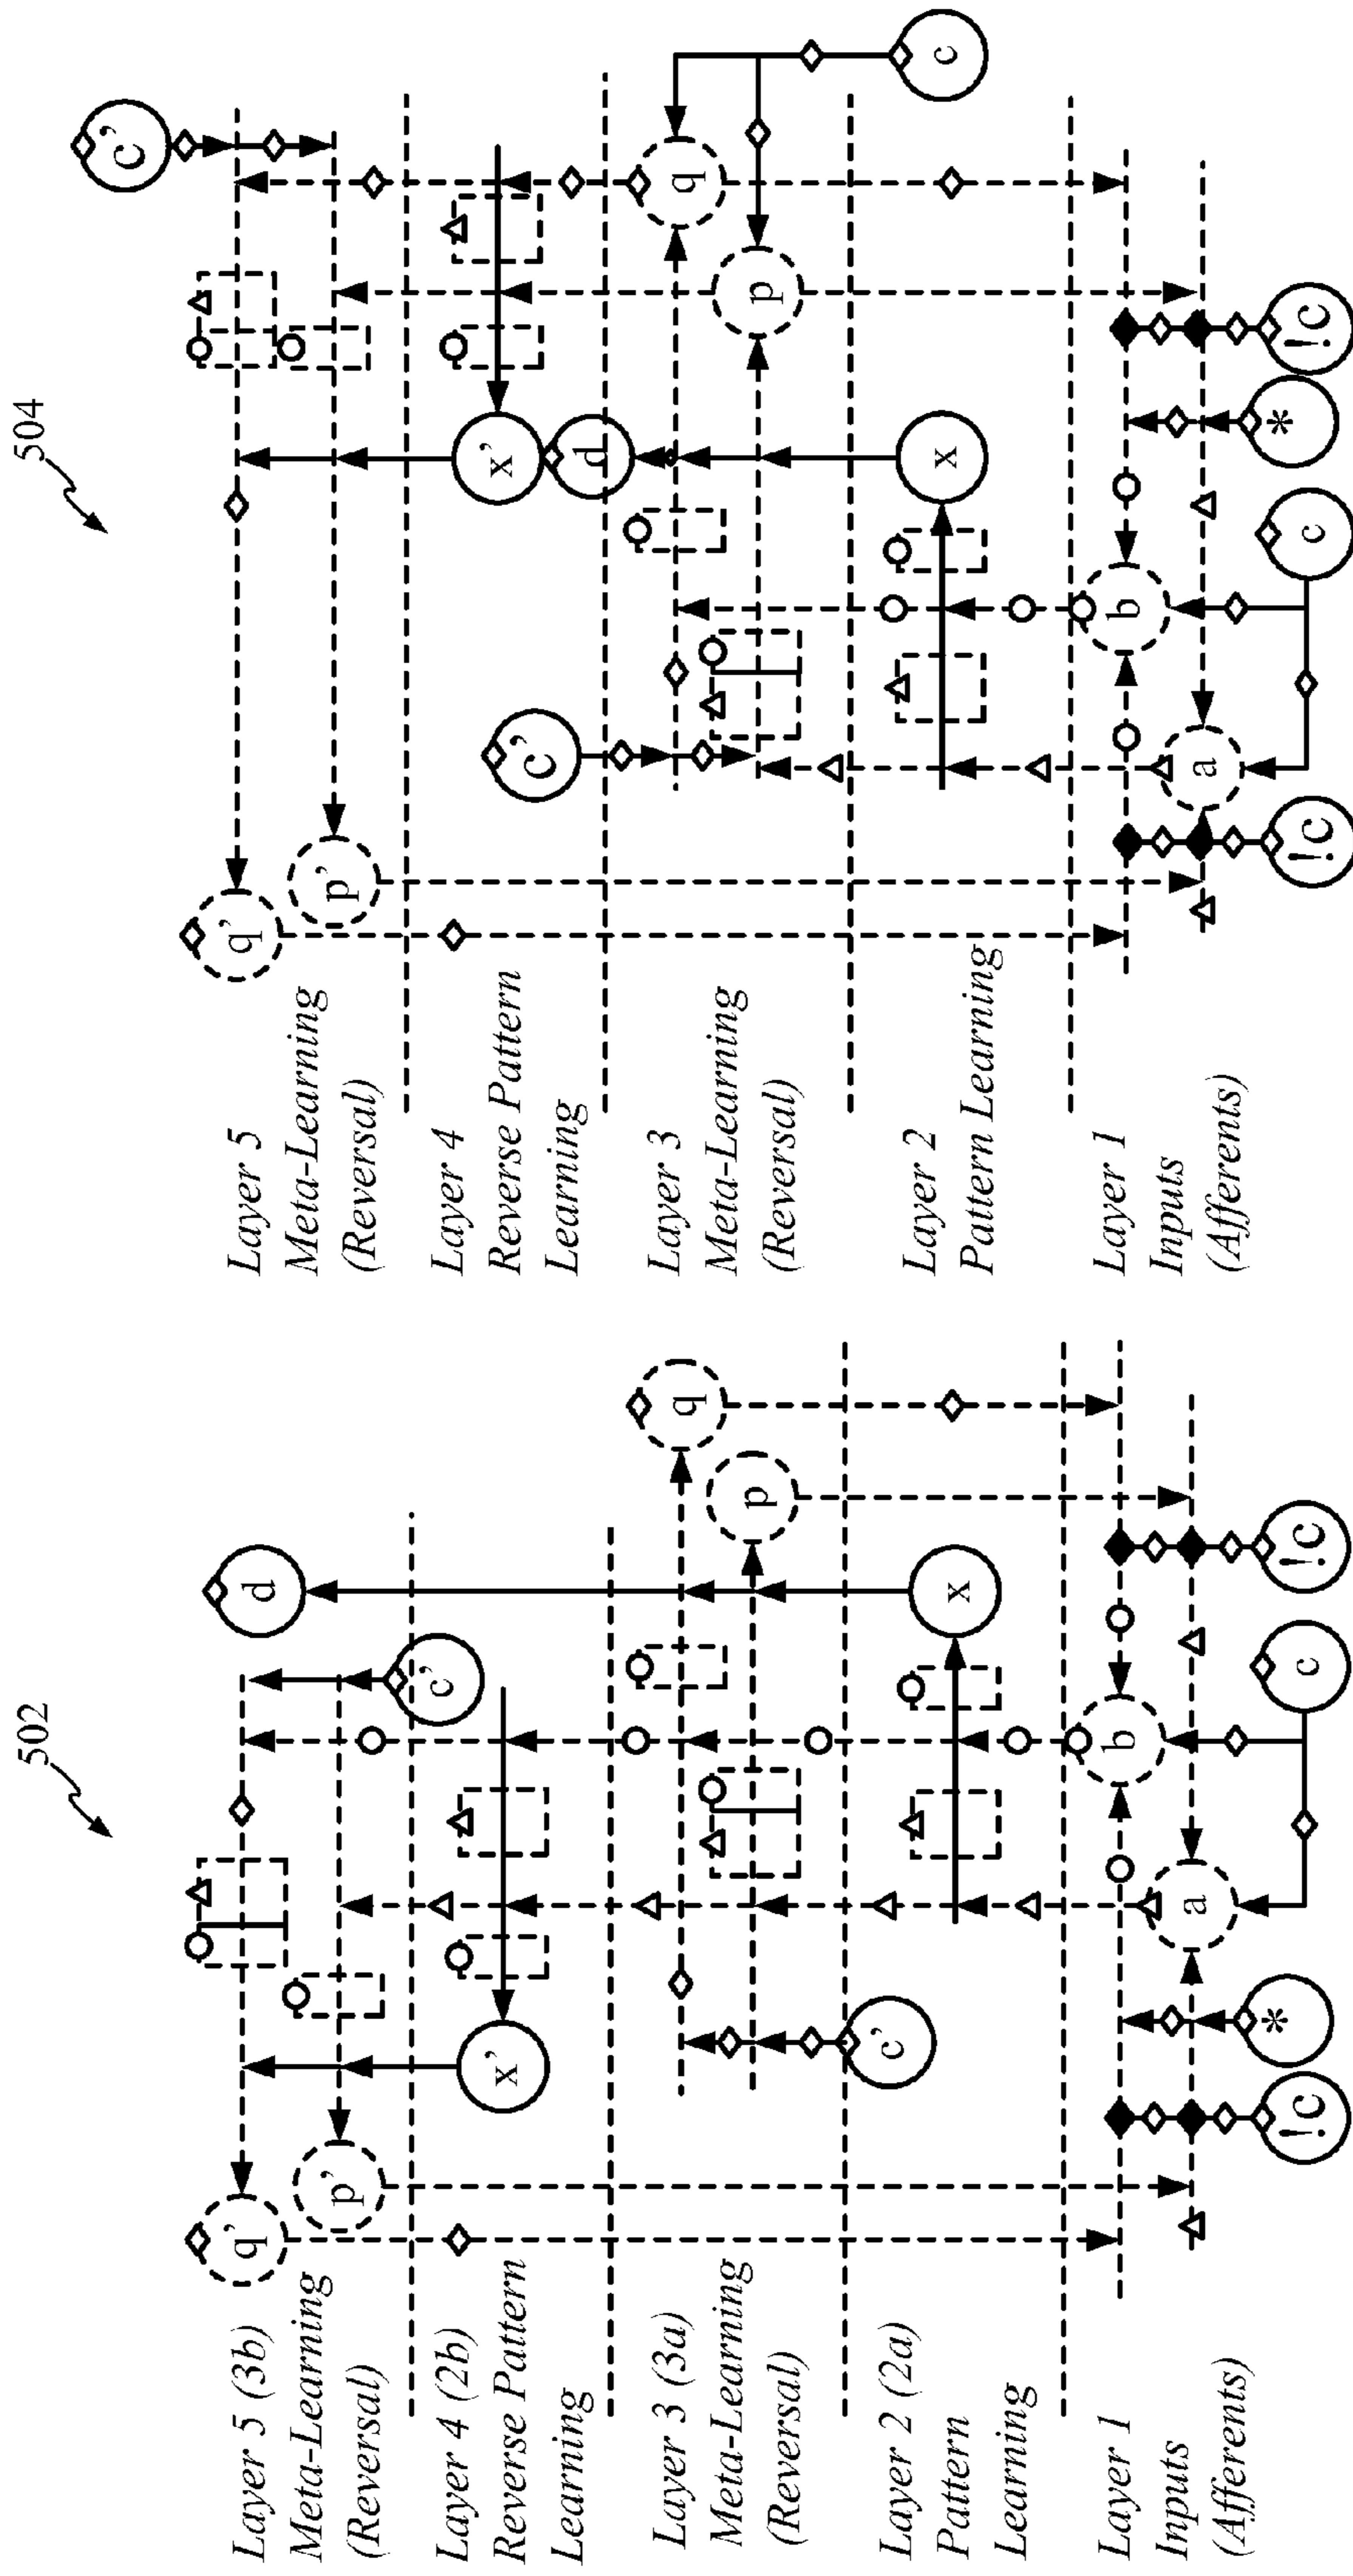 502
Layer 5 (3b)
Meta-Learning
(Reversal)
q'
p'
d
c'
Layer 4 (2b)
Reverse Pattern
Learning
x'
Layer 3 (3a)
Meta-Learning
(Reversal)
q
p
c'
Layer 2 (2a)
Pattern
Learning
x
Layer 1
Inputs
(Afferents)
a
b
!c
*
c
!c
504
Layer 5
Meta-Learning
(Reversal)
q'
p'
c'
Layer 4
Reverse Pattern
Learning
x'
c'
d
Layer 3
Meta-Learning
(Reversal)
q
p
Layer 2
Pattern Learning
x
c
Layer 1
Inputs
(Afferents)
a
b
!c
c
*
!c